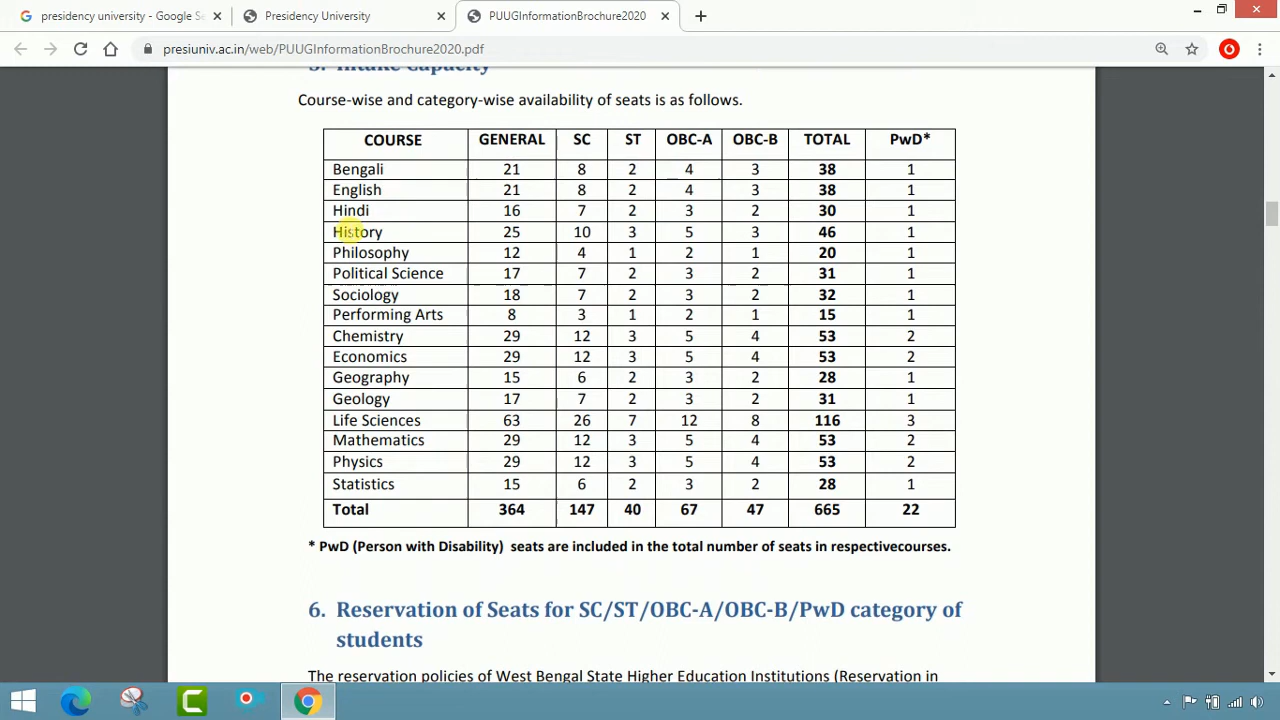 presidency university - Google Se
Presidency University
PUUGInformationBrochure2020
presiuniv.ac.in/web/PUUGInformationBrochure2020.pdf
5. Intake Capacity
Course-wise and category-wise availability of seats is as follows.
COURSE GENERAL SC ST OBC-A OBC-B TOTAL PwD*
Bengali 21 8 2 4 3 38 1
English 21 8 2 4 3 38 1
Hindi 16 7 2 3 2 30 1
History 25 10 3 5 3 46 1
Philosophy 12 4 1 2 1 20 1
Political Science 17 7 2 3 2 31 1
Sociology 18 7 2 3 2 32 1
Performing Arts 8 3 1 2 1 15 1
Chemistry 29 12 3 5 4 53 2
Economics 29 12 3 5 4 53 2
Geography 15 6 2 3 2 28 1
Geology 17 7 2 3 2 31 1
Life Sciences 63 26 7 12 8 116 3
Mathematics 29 12 3 5 4 53 2
Physics 29 12 3 5 4 53 2
Statistics 15 6 2 3 2 28 1
Total 364 147 40 67 47 665 22
* PwD (Person with Disability) seats are included in the total number of seats in respectivecourses.
6. Reservation of Seats for SC/ST/OBC-A/OBC-B/PwD category of
students
The reservation policies of West Bengal State Higher Education Institutions (Reservation in